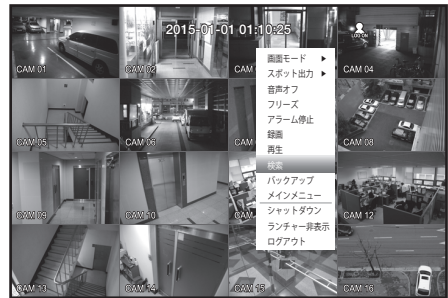 2015-01-01 01:10:25
LOG ON
CAM 01
CAM 02
CAM
CAM 04
画面モード ▶
スポット出力 ▶
音声オフ
フリーズ
アラーム停止
録画
再生
検索
バックアップ
メインメニュー
シャットダウン
ランチャー非表示
ログアウト
CAM 05
CAM 06
CAM
CAM 08
CAM 09
CAM 10
CAM
CAM 12
CAM 13
CAM 14
CAM 15
CAM 16